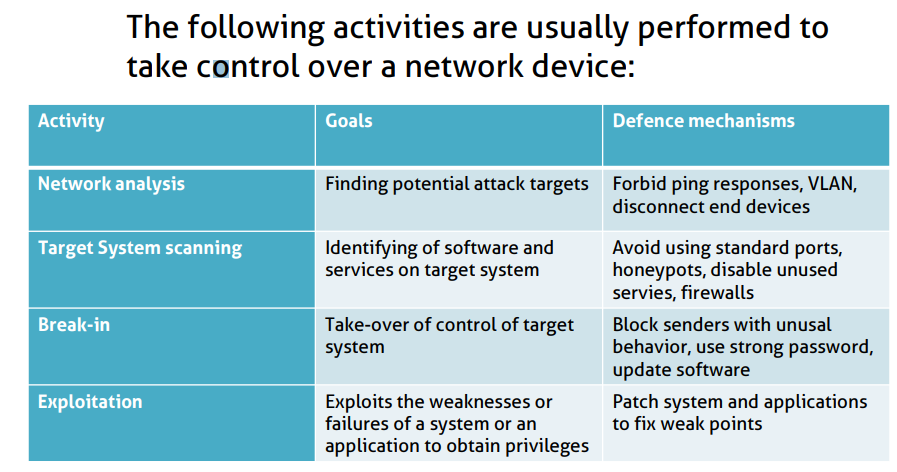 The following activities are usually performed to
take control over a network device:
Activity
Goals
Defence mechanisms
Network analysis
Finding potential attack targets
Forbid ping responses, VLAN,
disconnect end devices
Target System scanning
Identifying of software and
services on target system
Avoid using standard ports,
honeypots, disable unused
servies, firewalls
Break-in
Take-over of control of target
system
Block senders with unusal
behavior, use strong password,
update software
Exploitation
Exploits the weaknesses or
failures of a system or an
application to obtain privileges
Patch system and applications
to fix weak points